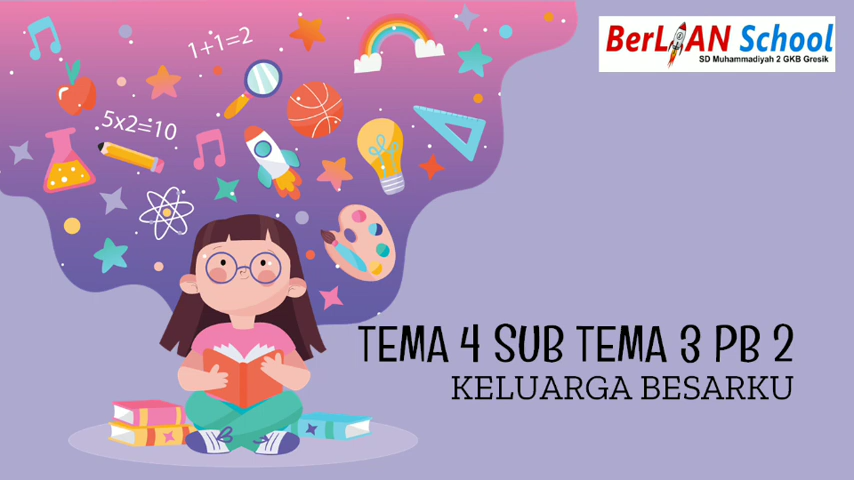 1+1=2
BerLIAN School
SD Muhammadiyah 2 GKB Gresik
5x2=10
TEMA 4 SUB TEMA 3 PB 2
KELUARGA BESARKU